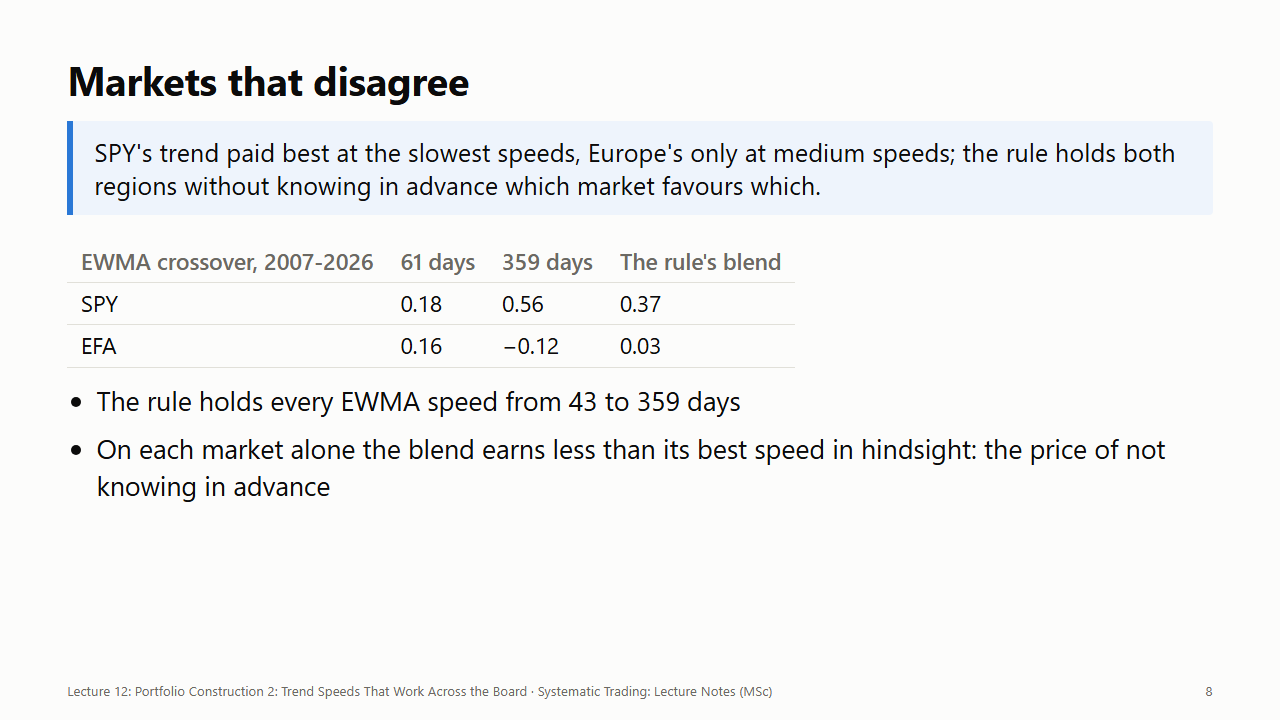 Markets that disagree
SPY's trend paid best at the slowest speeds, Europe's only at medium speeds; the rule holds both
regions without knowing in advance which market favours which.
EWMA crossover, 2007-2026 61 days 359 days The rule's blend
SPY 0.18 0.56 0.37
EFA 0.16 −0.12 0.03
• The rule holds every EWMA speed from 43 to 359 days
• On each market alone the blend earns less than its best speed in hindsight: the price of not
knowing in advance
Lecture 12: Portfolio Construction 2: Trend Speeds That Work Across the Board · Systematic Trading: Lecture Notes (MSc) 8